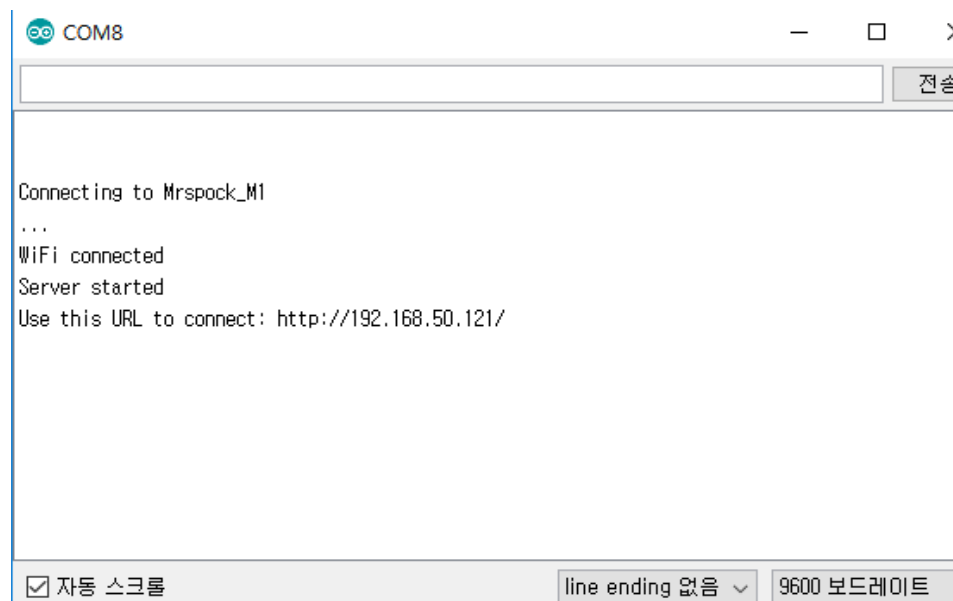 COM8
전송
Connecting to Mrspock_M1
...
WiFi connected
Server started
Use this URL to connect: http://192.168.50.121/
자동 스크롤
line ending 없음
9600 보드레이트